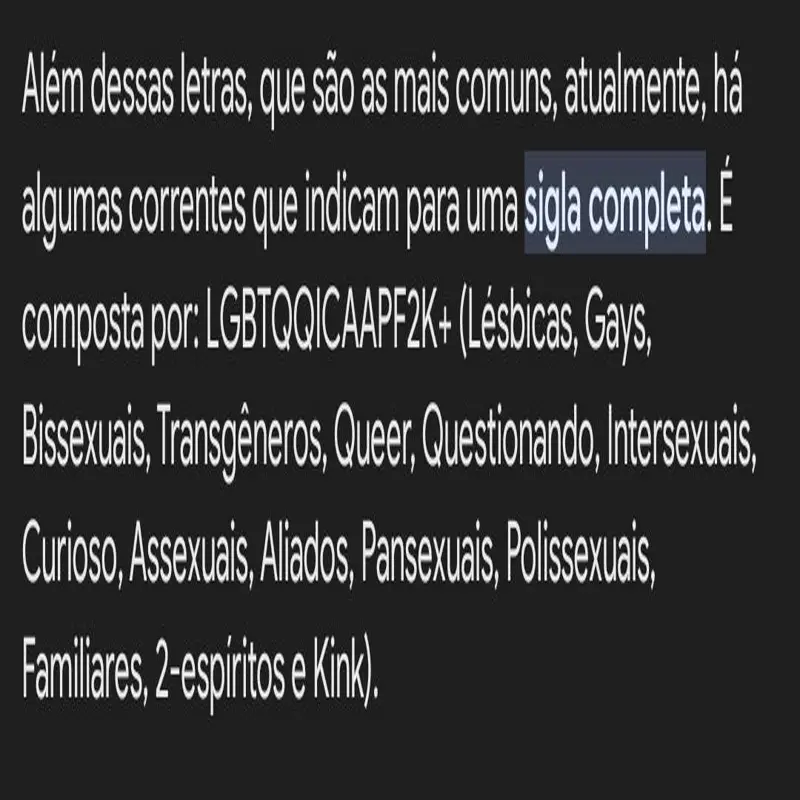 Além dessas letras, que são as mais comuns, atualmente, há
algumas correntes que indicam para uma sigla completa. É
composta por: LGBTQQICAAPF2K+ (Lésbicas, Gays,
Bissexuais, Transgêneros, Queer, Questionando, Intersexuais,
Curioso, Assexuais, Aliados, Pansexuais, Polissexuais,
Familiares, 2-espíritos e Kink).